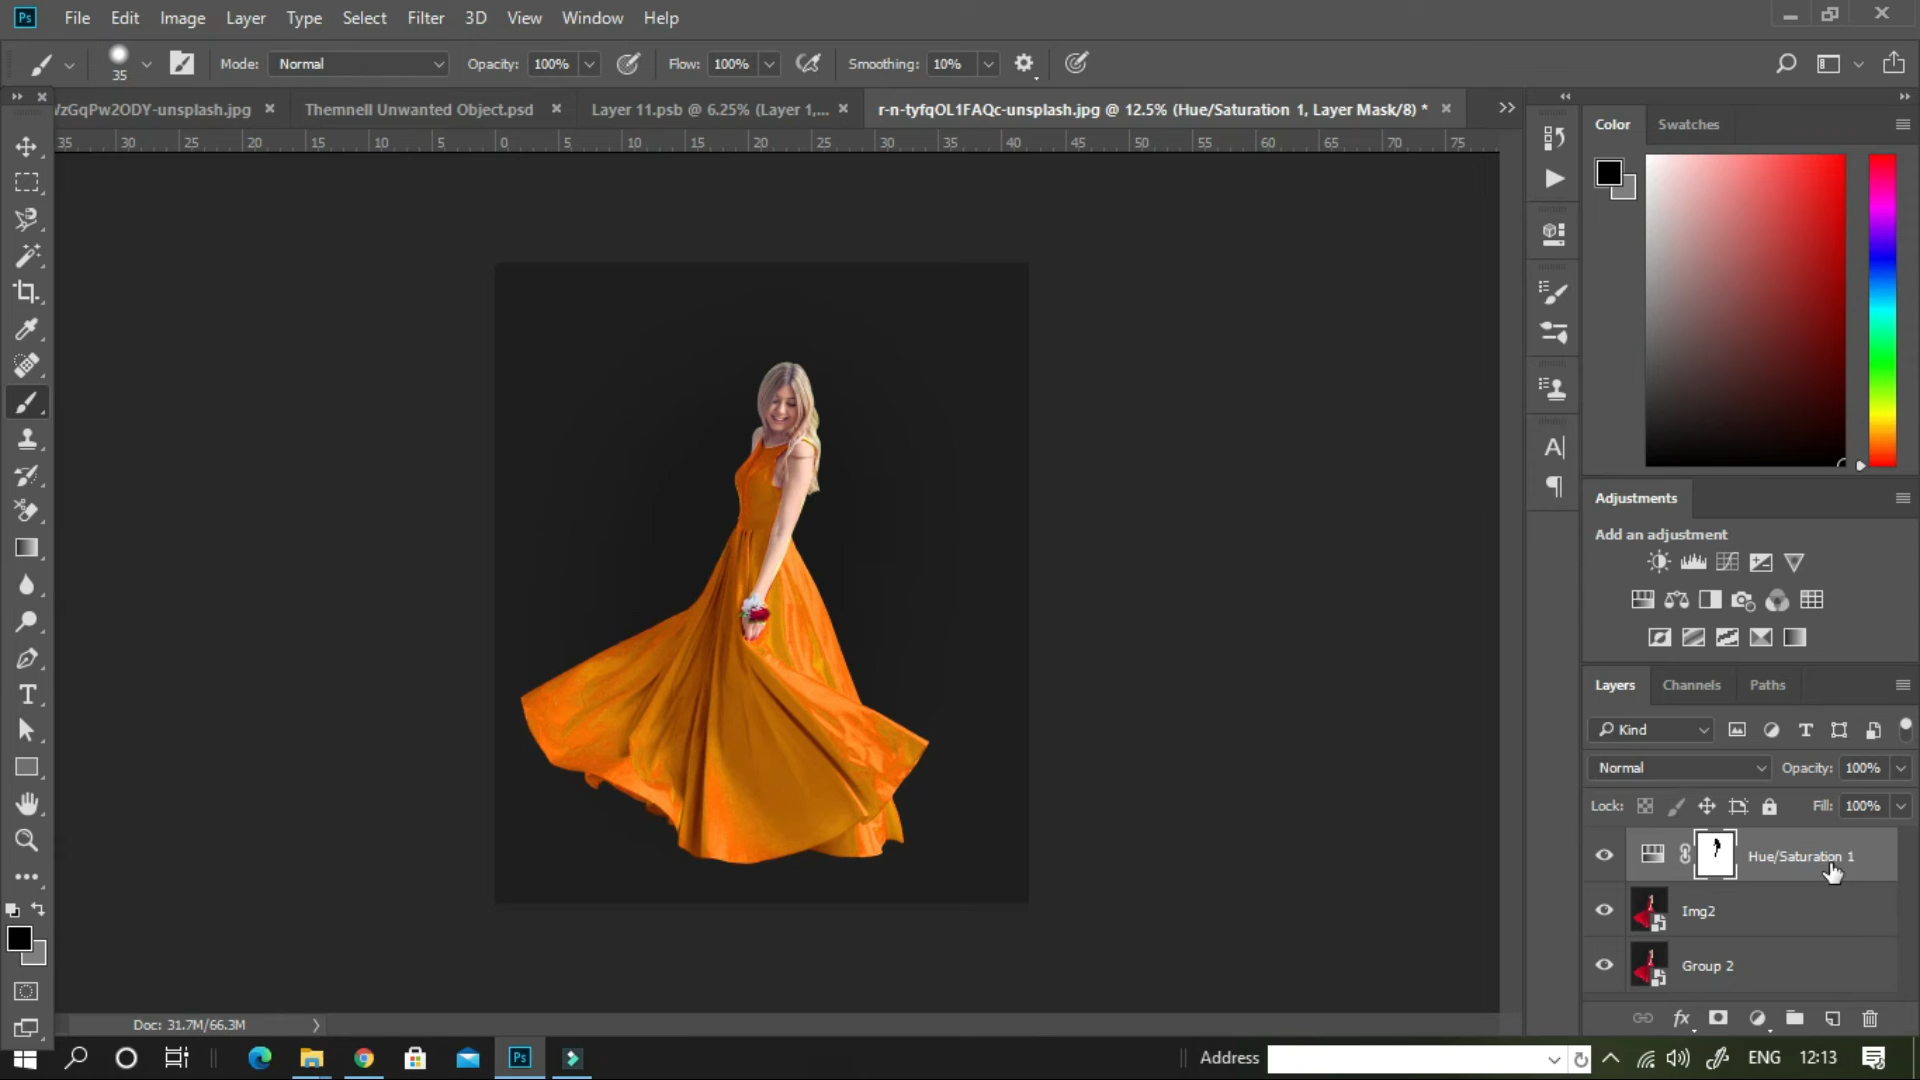 Ps File Edit Image Layer Type Select Filter 3D View Window Help
35 Mode: Normal Opacity: 100% Flow: 100% Smoothing: 10%
/zGqPw2ODY-unsplash.jpg Themnell Unwanted Object.psd Layer 11.psb @ 6.25% (Layer 1,... r-n-tyfqOL1FAQc-unsplash.jpg @ 12.5% (Hue/Saturation 1, Layer Mask/8) *
35 30 25 20 15 10 5 0 5 10 15 20 25 30 35 40 45 50 55 60 65 70 75
Color Swatches
Adjustments
Add an adjustment
Layers Channels Paths
Kind
Normal Opacity: 100%
Lock: Fill: 100%
Hue/Saturation 1
Img2
Group 2
fx
Doc: 31.7M/66.3M
Ps Address ENG 12:13